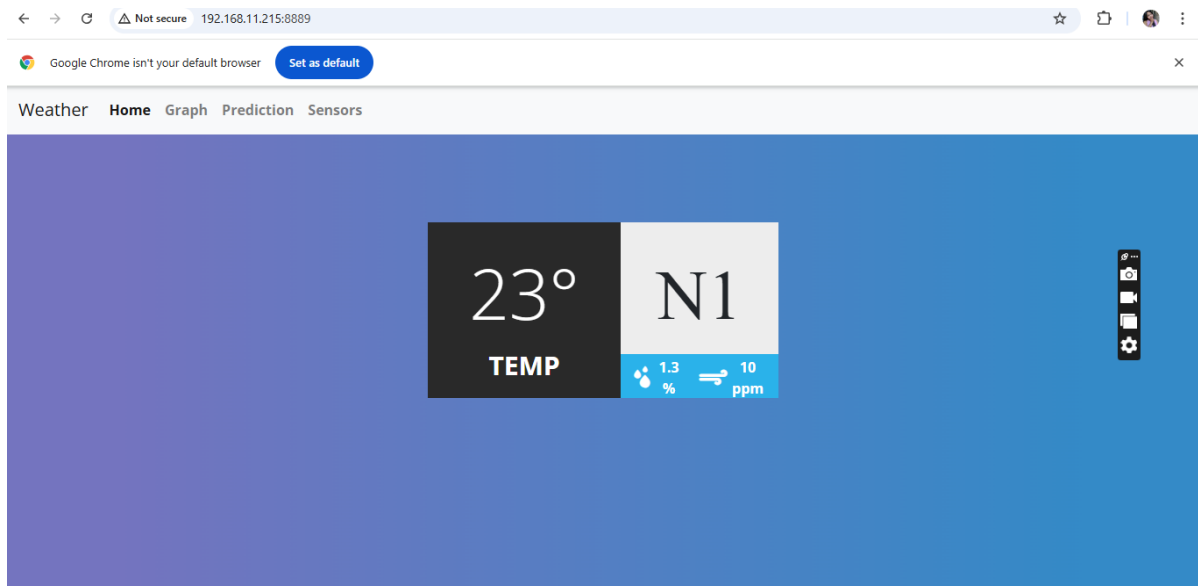 Not secure 192.168.11.215:8889
Google Chrome isn't your default browser Set as default
Weather Home Graph Prediction Sensors
23° N1
TEMP
1.3 10
% ppm